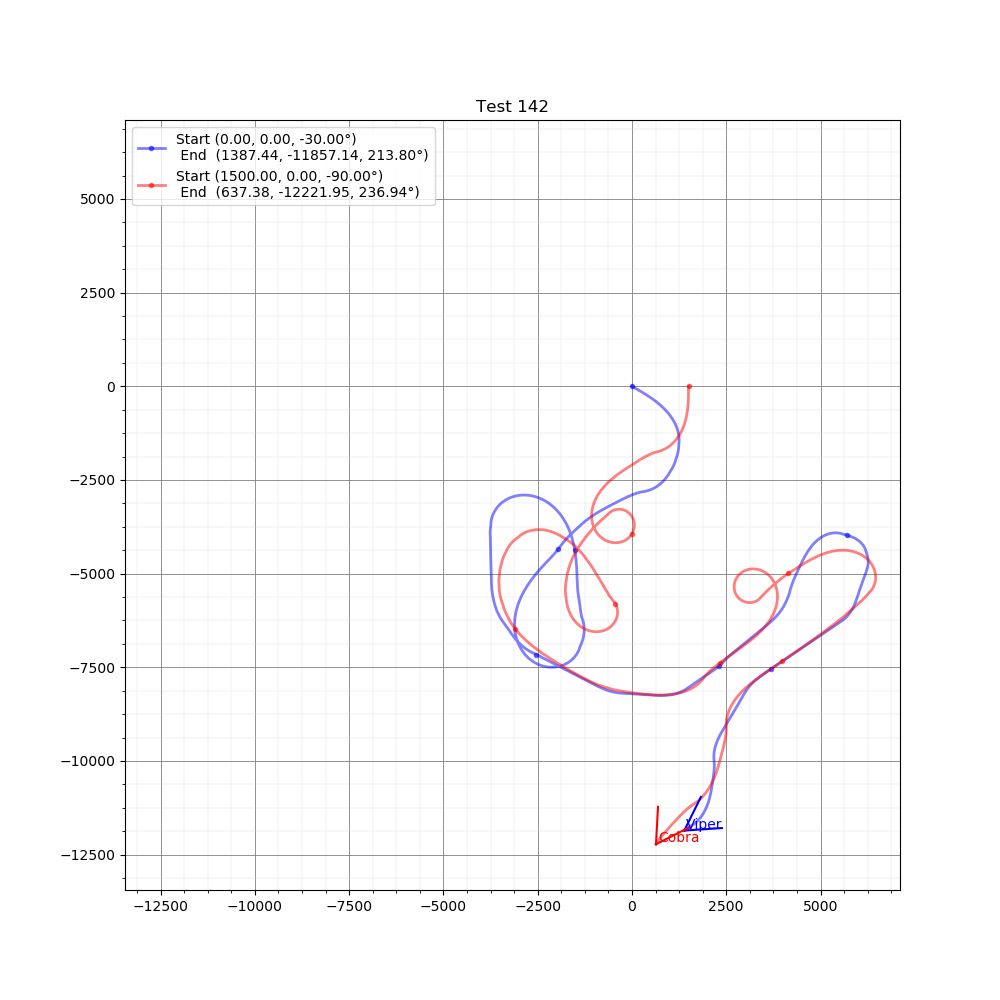 Test 142
Start (0.00, 0.00, -30.00°)
End (1387.44, -11857.14, 213.80°)
Start (1500.00, 0.00, -90.00°)
End (637.38, -12221.95, 236.94°)
5000
2500
0
−2500
−5000
−7500
−10000
−12500
Viper
Cobra
−12500 −10000 −7500 −5000 −2500 0 2500 5000